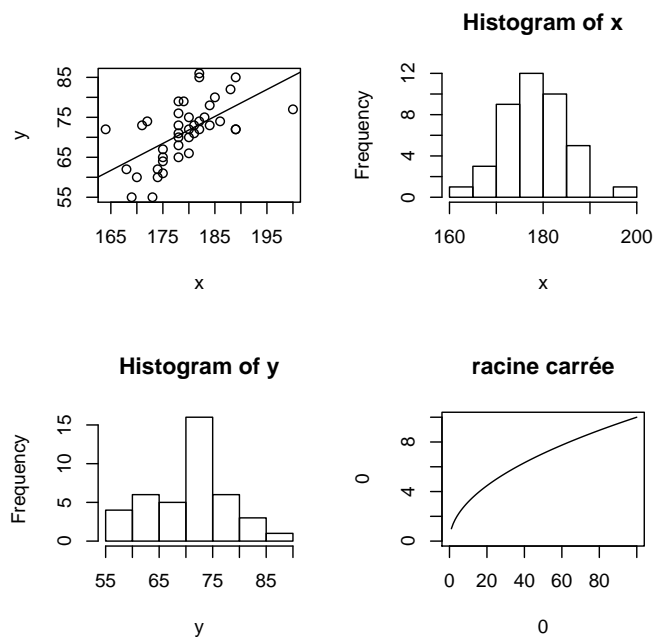 Histogram of x
y
55 65 75 85
165 175 185 195
x
Frequency
0 4 8 12
160 180 200
x
Histogram of y
Frequency
0 5 10 15
55 65 75 85
y
racine carrée
0
0 4 8
0 20 40 60 80
0